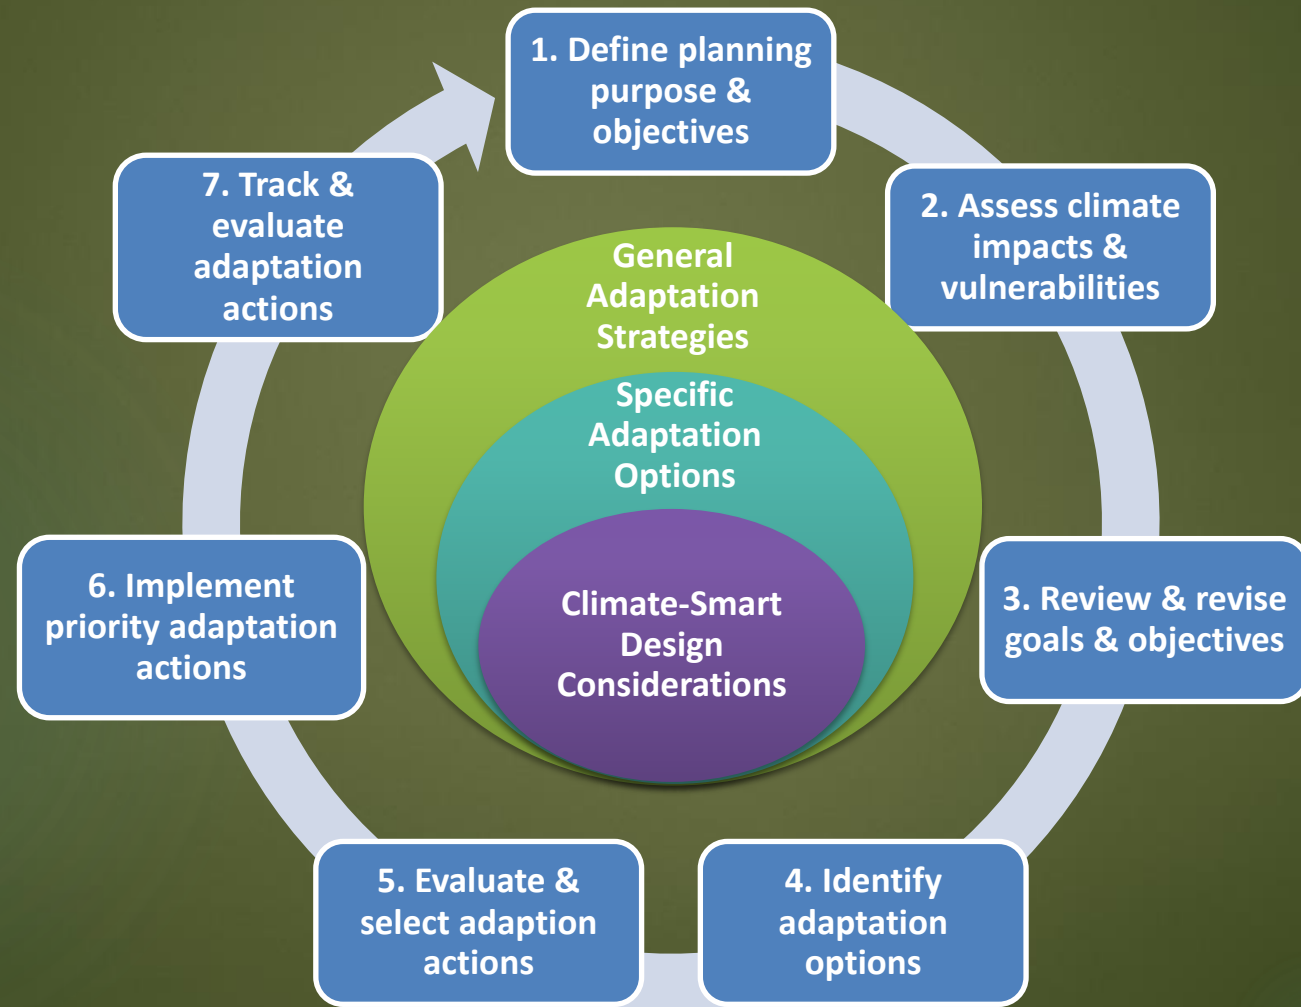 1. Define planning
purpose &
objectives
2. Assess climate
impacts &
vulnerabilities
3. Review & revise
goals & objectives
4. Identify
adaptation
options
5. Evaluate &
select adaption
actions
6. Implement
priority adaptation
actions
7. Track &
evaluate
adaptation
actions
General
Adaptation
Strategies
Specific
Adaptation
Options
Climate-Smart
Design
Considerations